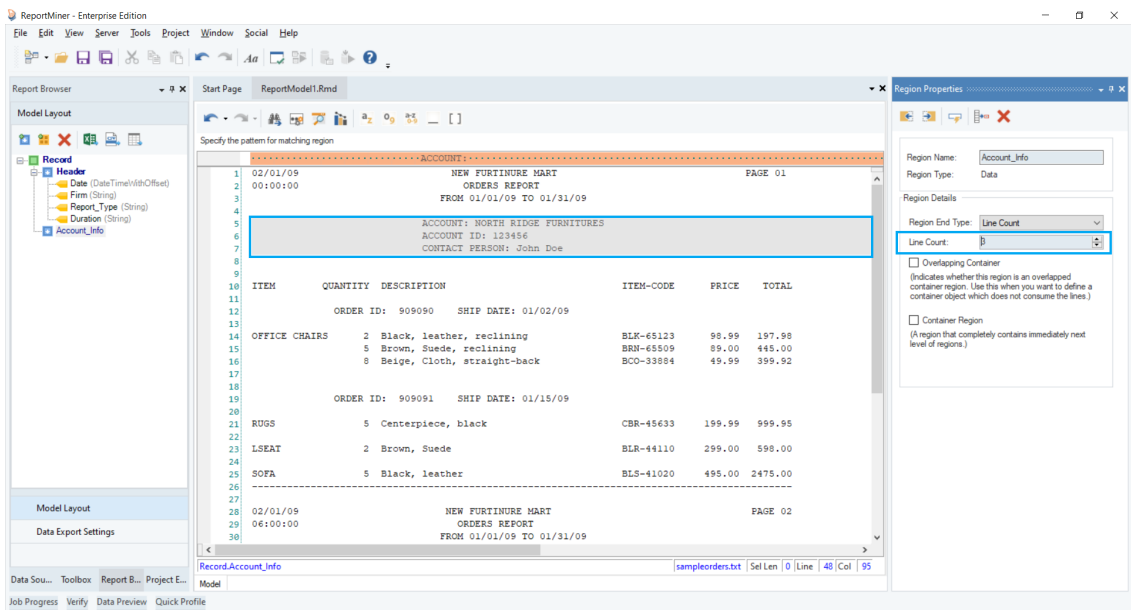 ReportMiner - Enterprise Edition
File Edit View Server Tools Project Window Social Help
Aa
Report Browser
Model Layout
Record
Header
Date (DateTimeWithOffset)
Firm (String)
Report_Type (String)
Duration (String)
Account_Info
Model Layout
Data Export Settings
Data Sou... Toolbox Report B... Project E...
Start Page ReportModel1.Rmd
Specify the pattern for matching region
ACCOUNT:
1 02/01/09 NEW FURTINURE MART PAGE 01
2 00:00:00 ORDERS REPORT
3 FROM 01/01/09 TO 01/31/09
4
5 ACCOUNT: NORTH RIDGE FURNITURES
6 ACCOUNT ID: 123456
7 CONTACT PERSON: John Doe
8
9
10 ITEM QUANTITY DESCRIPTION ITEM-CODE PRICE TOTAL
11
12 ORDER ID: 909090 SHIP DATE: 01/02/09
13
14 OFFICE CHAIRS 2 Black, leather, reclining BLK-65123 98.99 197.98
15 5 Brown, Suede, reclining BRN-65509 89.00 445.00
16 8 Beige, Cloth, straight-back BCO-33884 49.99 399.92
17
18
19 ORDER ID: 909091 SHIP DATE: 01/15/09
20
21 RUGS 5 Centerpiece, black CBR-45633 199.99 999.95
22
23 LSEAT 2 Brown, Suede BLR-44110 299.00 598.00
24
25 SOFA 5 Black, leather BLS-41020 495.00 2475.00
26 ------------------------------------------------------------
27
28 02/01/09 NEW FURTINURE MART PAGE 02
29 06:00:00 ORDERS REPORT
30 FROM 01/01/09 TO 01/31/09
Record.Account_Info sampleorders.txt Sel Len 0 Line 48 Col 95
Model
Region Properties
Region Name: Account_Info
Region Type: Data
Region Details
Region End Type: Line Count
Line Count: 3
Overlapping Container
(Indicates whether this region is an overlapped
container region. Use this when you want to define a
container object which does not consume the lines.)
Container Region
(A region that completely contains immediately next
level of regions.)
Job Progress Verify Data Preview Quick Profile